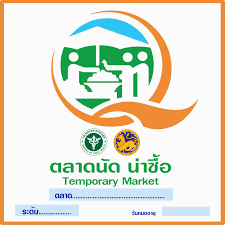 ตลาดนัด น่าซื้อ
Temporary Market
ตลาด..........................................................
ระดับ....................
วันหมดอายุ